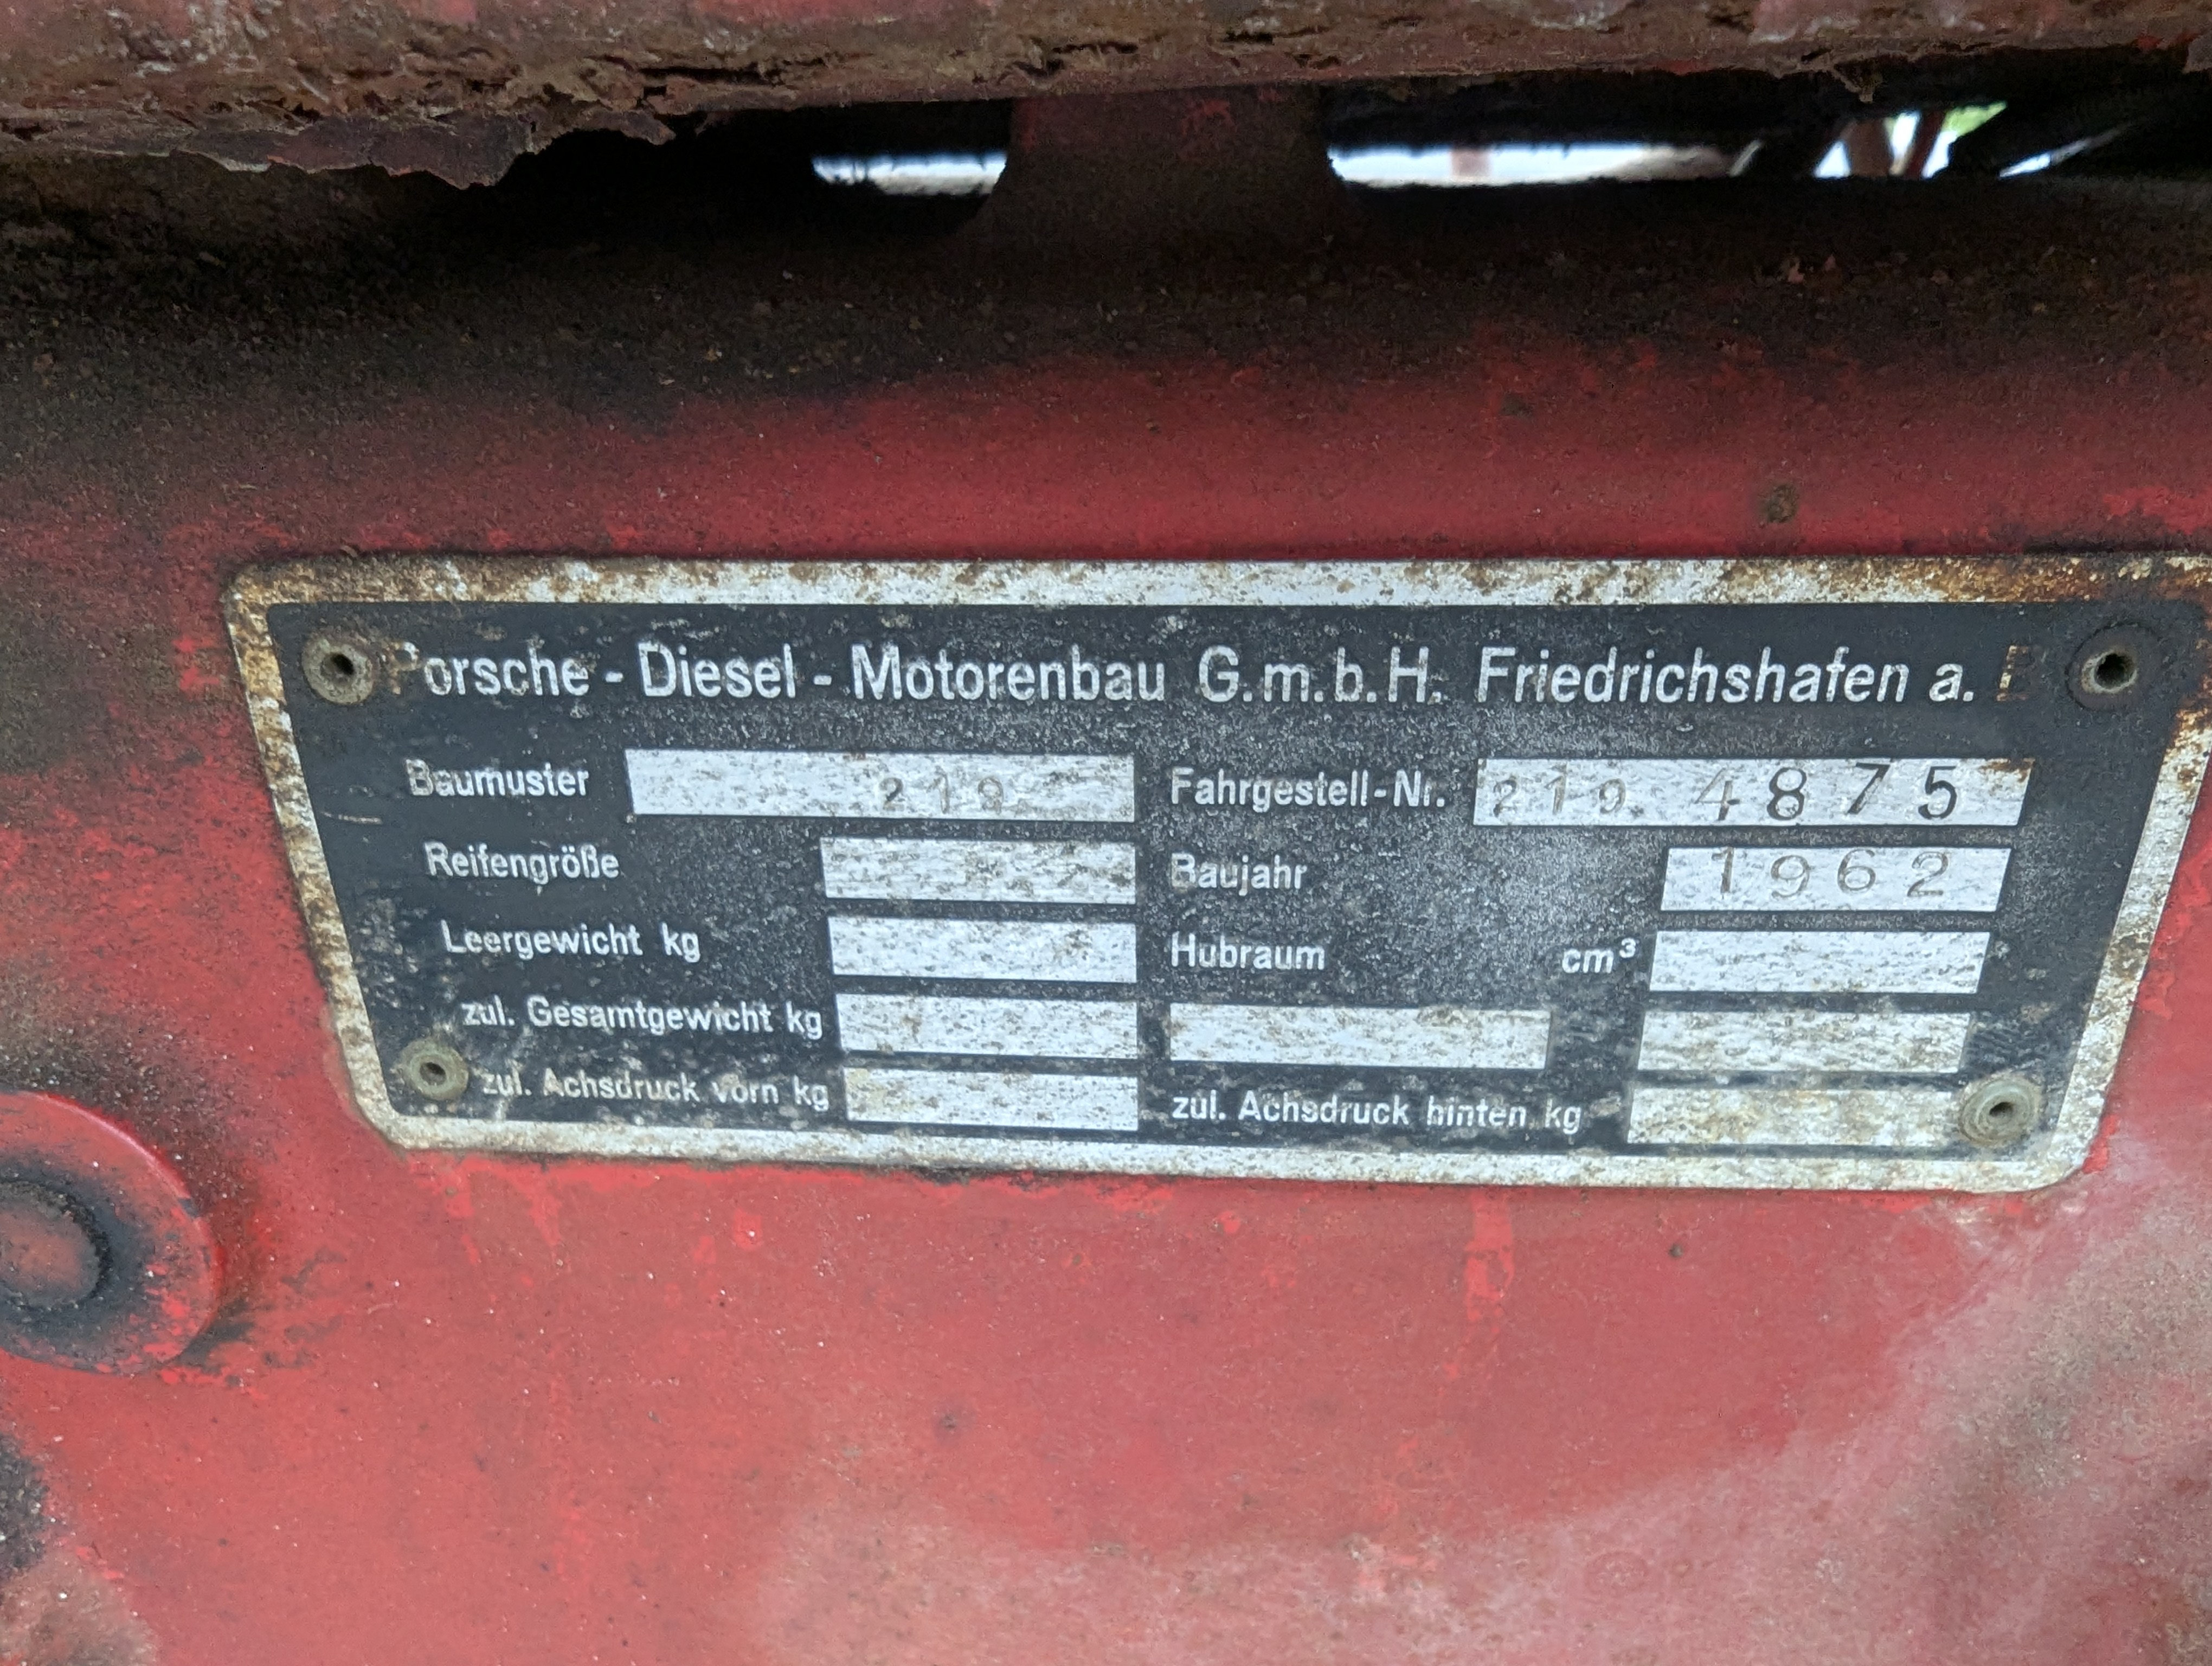 Porsche - Diesel - Motorenbau G.m.b.H. Friedrichshafen a. B
Baumuster 219 Fahrgestell-Nr. 219 4875
Reifengröße Baujahr 1962
Leergewicht kg Hubraum cm³
zul. Gesamtgewicht kg
zul. Achsdruck vorn kg zul. Achsdruck hinten kg